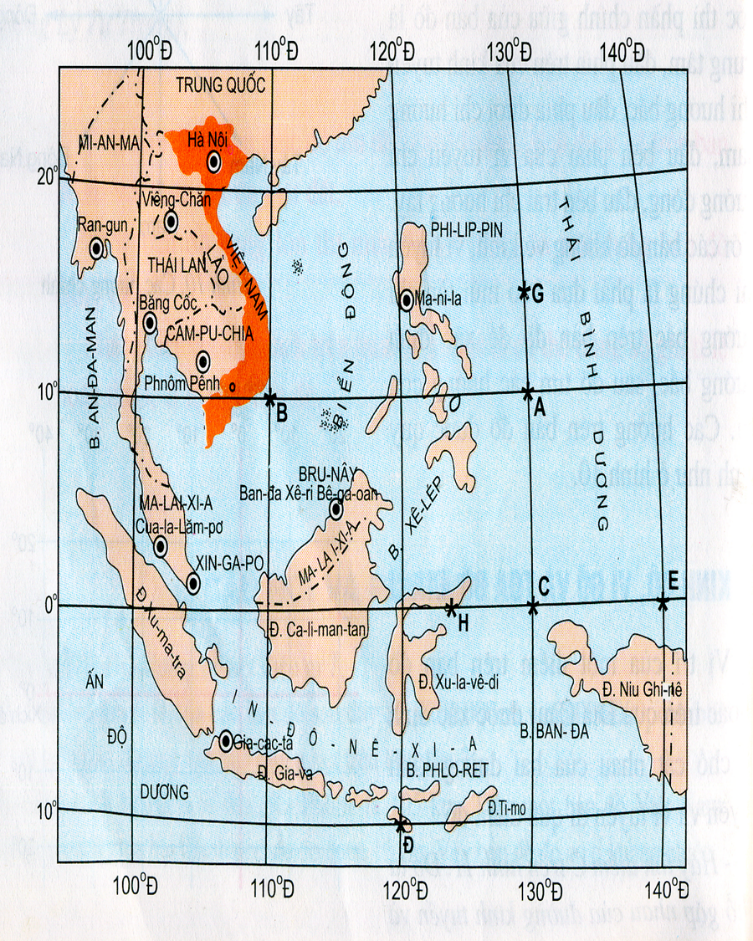 100°Đ 110°Đ 120°Đ 130°Đ 140°Đ
TRUNG QUỐC
MI-AN-MA
Hà Nội
20°
Viêng-Chăn
Ran-gun
PHI-LIP-PIN
THÁI BÌNH DƯƠNG
VIỆT NAM
LÀO
THÁI LAN
BIỂN ĐÔNG
G
Ma-ni-la
Băng Cốc
CĂM-PU-CHIA
B. AN-ĐA-MAN
Phnôm Pênh
10°
B
A
BRU-NÂY
Ban-đa Xê-ri Bê-ga-oan
B. XÊ-LÉP
MA-LAI-XI-A
Cua-la-Lăm-pơ
MA-LAI-XI-A
XIN-GA-PO
C
E
0°
H
Đ. Xu-ma-tra
Đ. Ca-li-man-tan
Đ. Xu-la-vê-di
Đ. Niu Ghi-nê
ẤN
ĐỘ
DƯƠNG
IN-ĐÔ-NÊ-XI-A
B. BAN-ĐA
Gia-các-ta
Đ. Gia-va
B. PHLO-RET
Đ.Ti-mo
10°
Đ
100°Đ 110°Đ 120°Đ 130°Đ 140°Đ